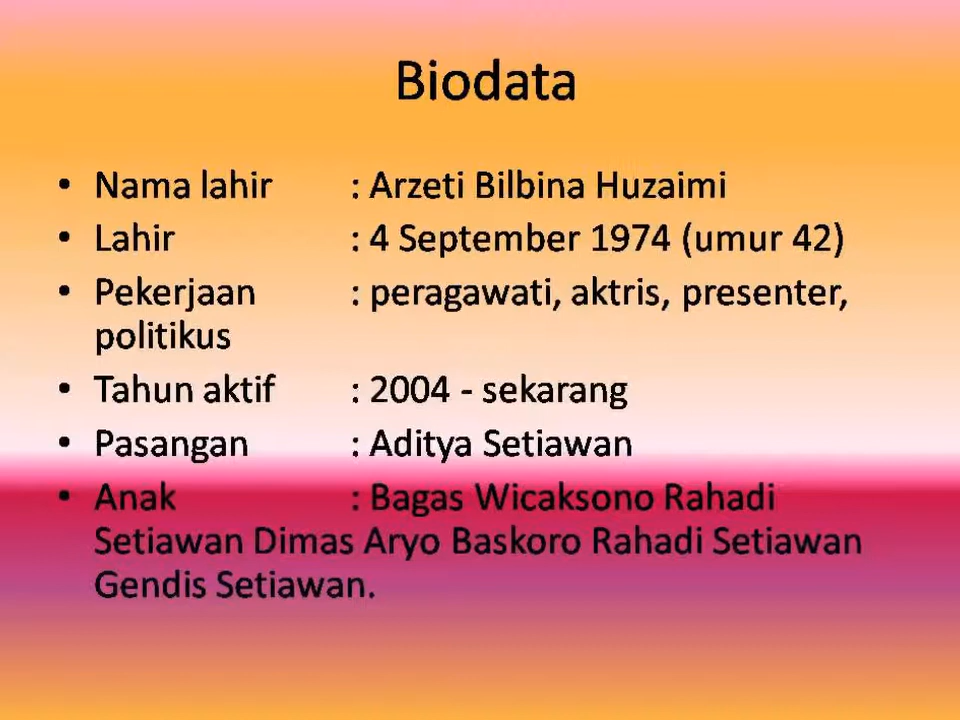 Biodata
• Nama lahir : Arzeti Bilbina Huzaimi
• Lahir : 4 September 1974 (umur 42)
• Pekerjaan : peragawati, aktris, presenter,
politikus
• Tahun aktif : 2004 - sekarang
• Pasangan : Aditya Setiawan
• Anak : Bagas Wicaksono Rahadi
Setiawan Dimas Aryo Baskoro Rahadi Setiawan
Gendis Setiawan.